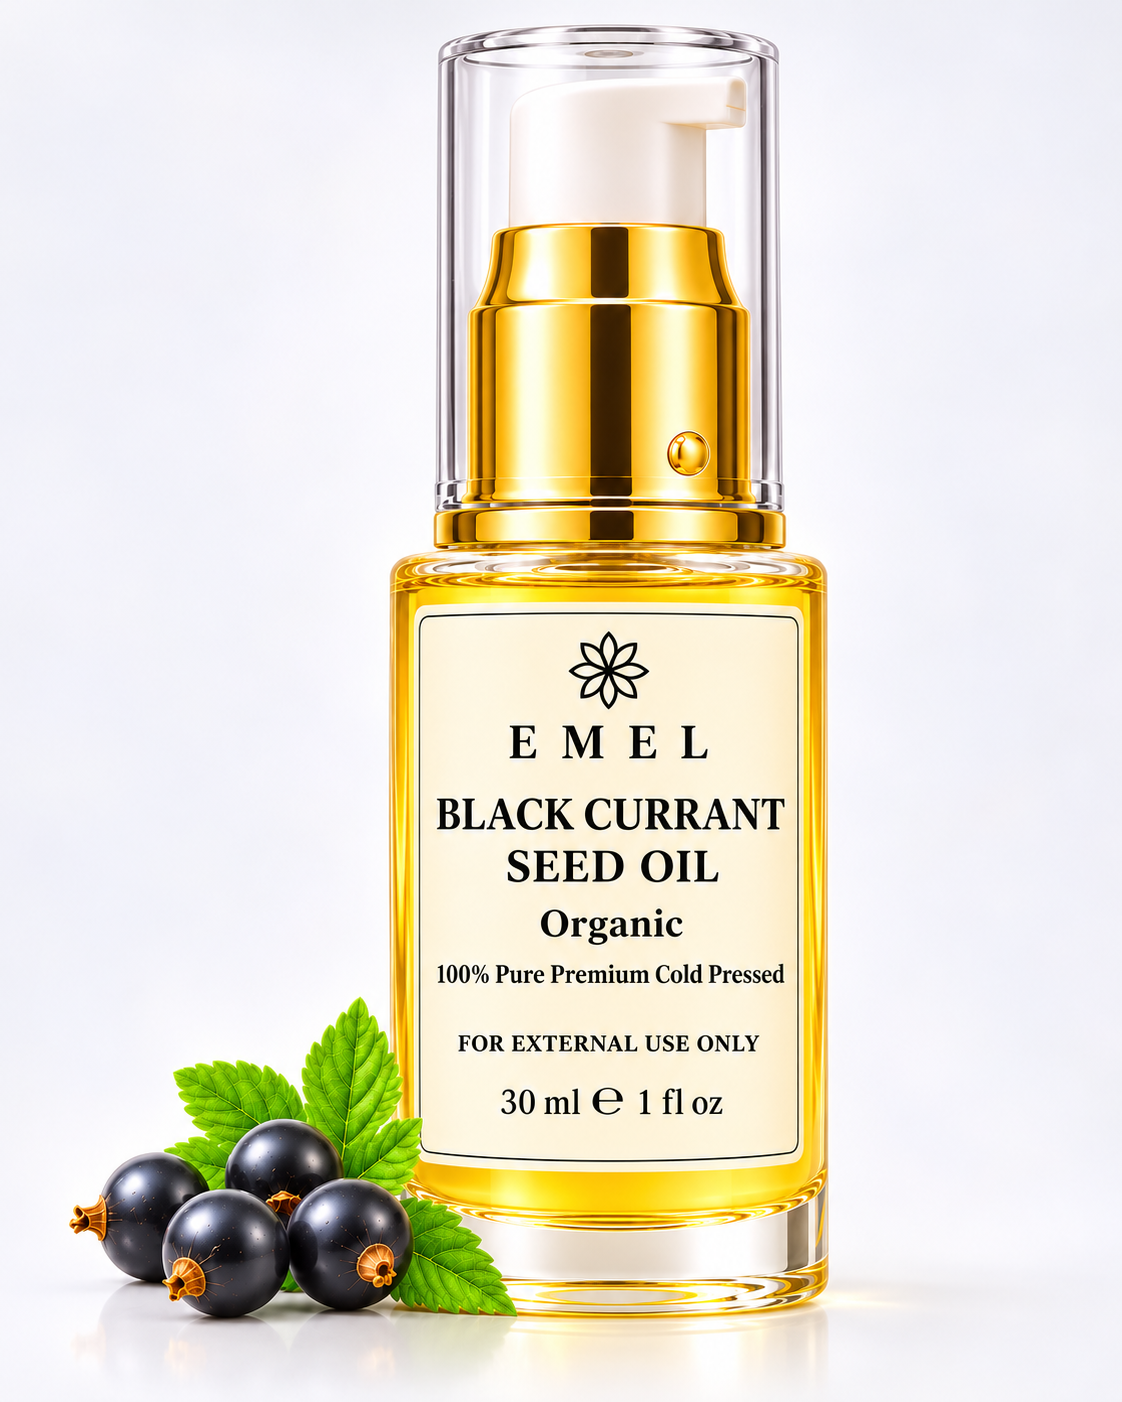 EMEL
BLACK CURRANT
SEED OIL
Organic
100% Pure Premium Cold Pressed
FOR EXTERNAL USE ONLY
30 ml ℮ 1 fl oz